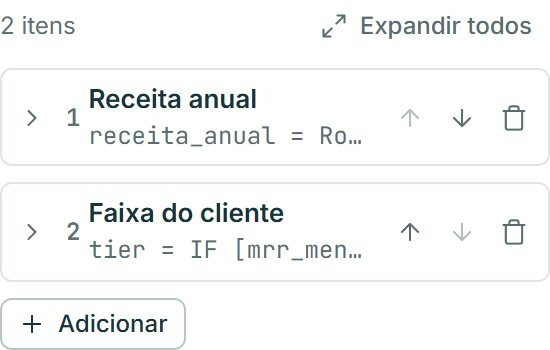 2 itens
Expandir todos
1
Receita anual
receita_anual = Ro…
2
Faixa do cliente
tier = IF [mrr_men…
Adicionar